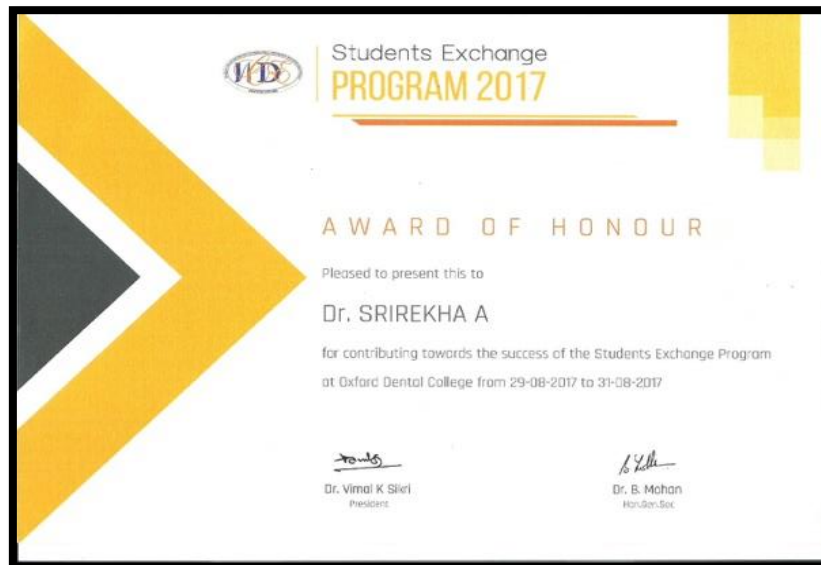 Students Exchange
PROGRAM 2017
AWARD OF HONOUR
Pleased to present this to
Dr. SRIREKHA A
for contributing towards the success of the Students Exchange Program
at Oxford Dental College from 29-08-2017 to 31-08-2017
Dr. Vimal K Sikri
President
Dr. B. Mohan
Hon.Gen.Sec